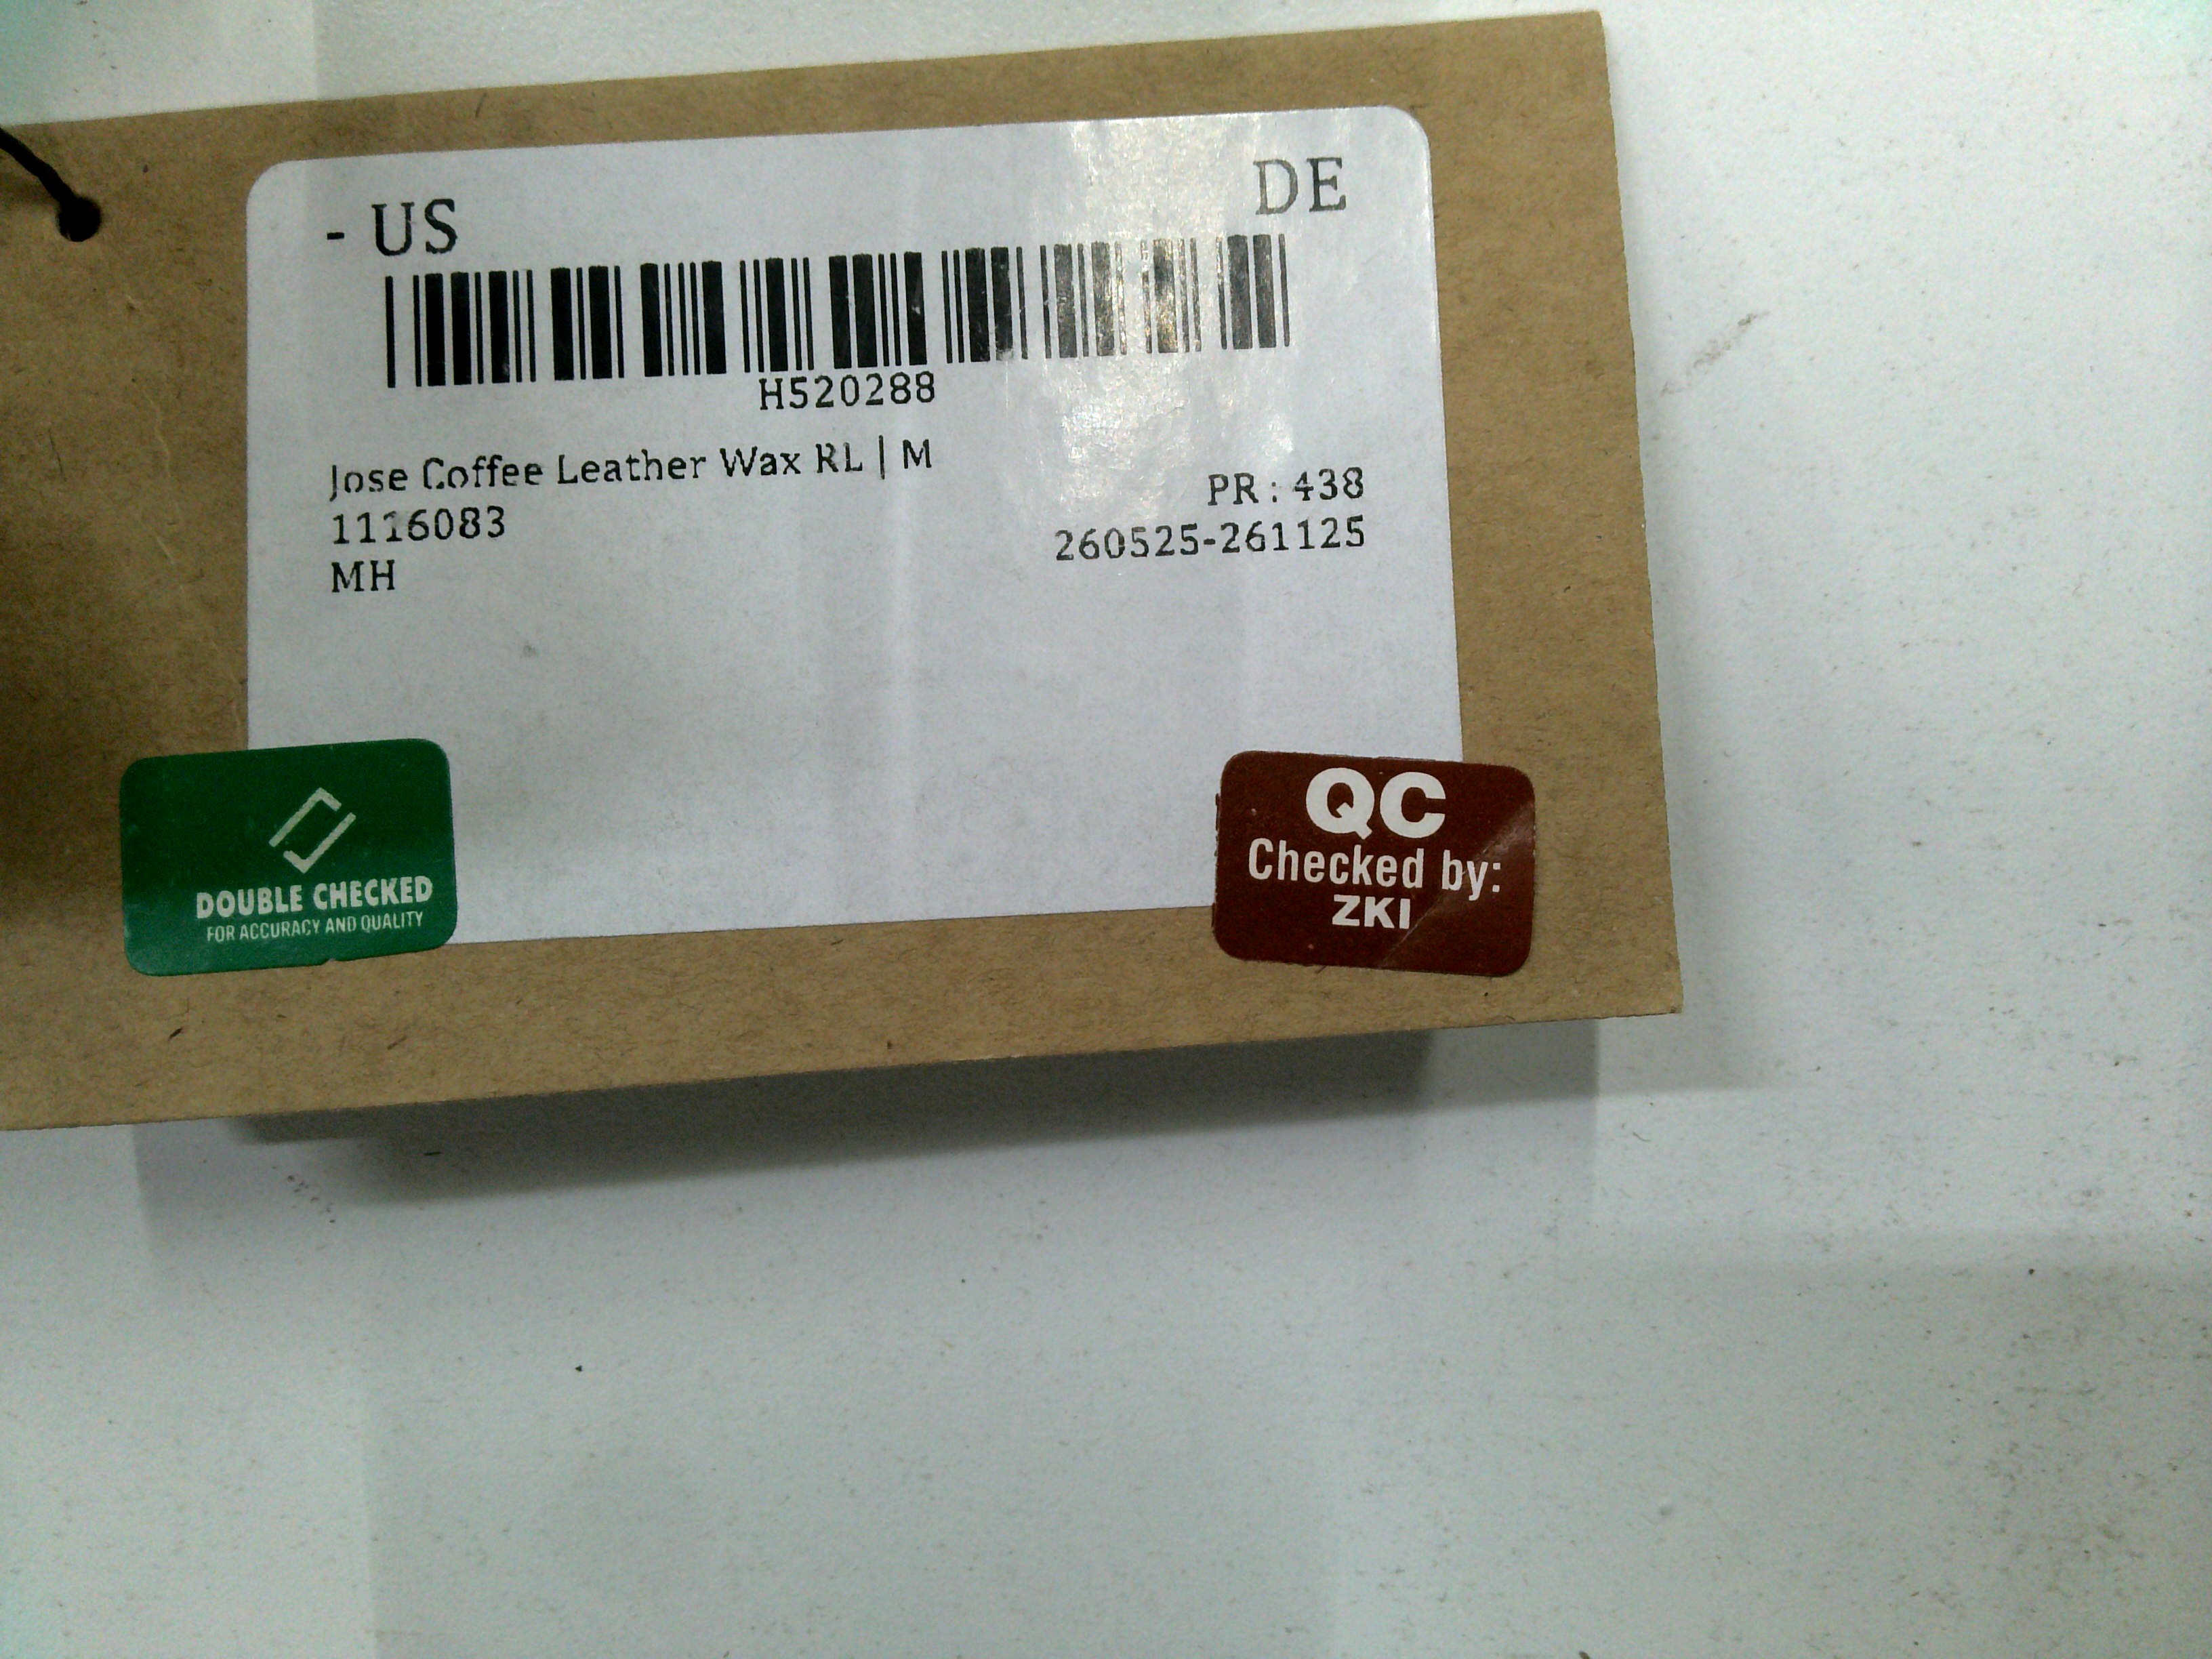 - US DE
H520288
Jose Coffee Leather Wax RL | M
PR : 438
1116083
260525-261125
MH
DOUBLE CHECKED
FOR ACCURACY AND QUALITY
QC
Checked by:
ZKI